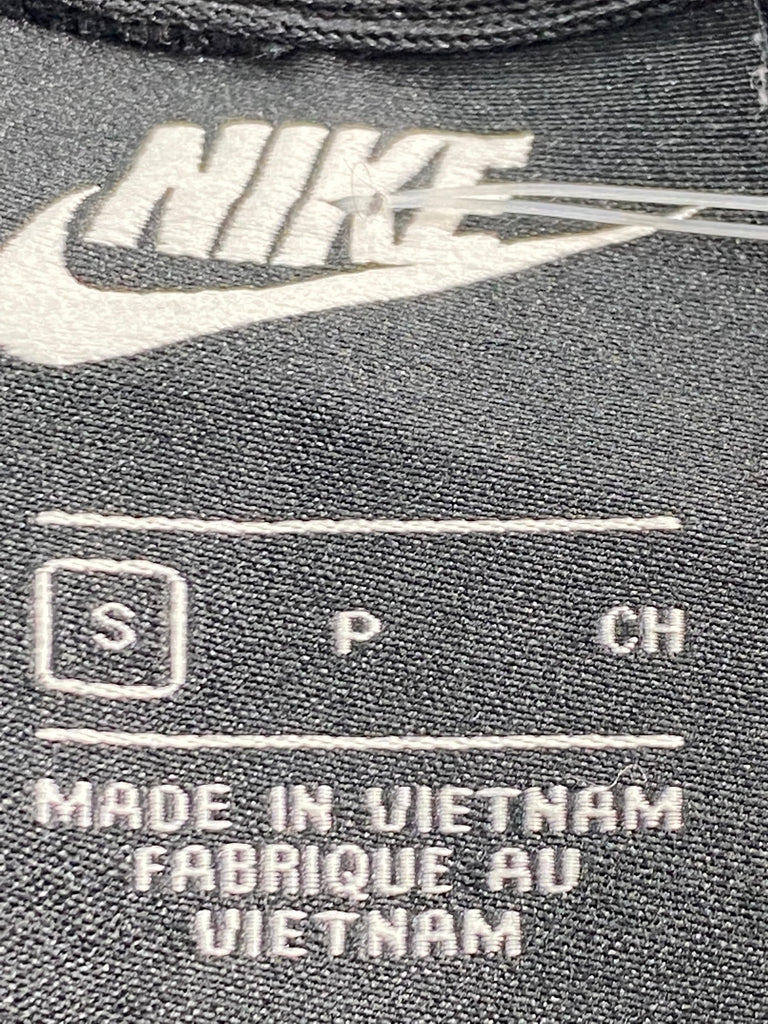 NIKE
S P CH
MADE IN VIETNAM
FABRIQUE AU
VIETNAM